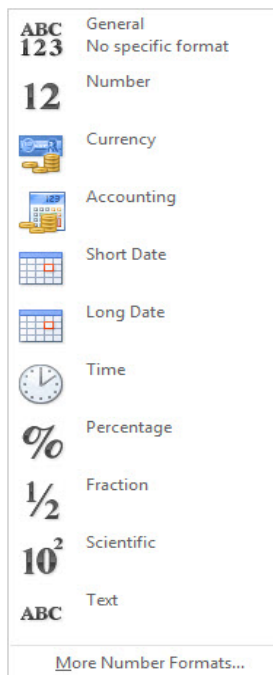 ABC
123
General
No specific format
12
Number
Currency
123
Accounting
Short Date
Long Date
Time
%
Percentage
½
Fraction
10²
Scientific
ABC
Text
More Number Formats...